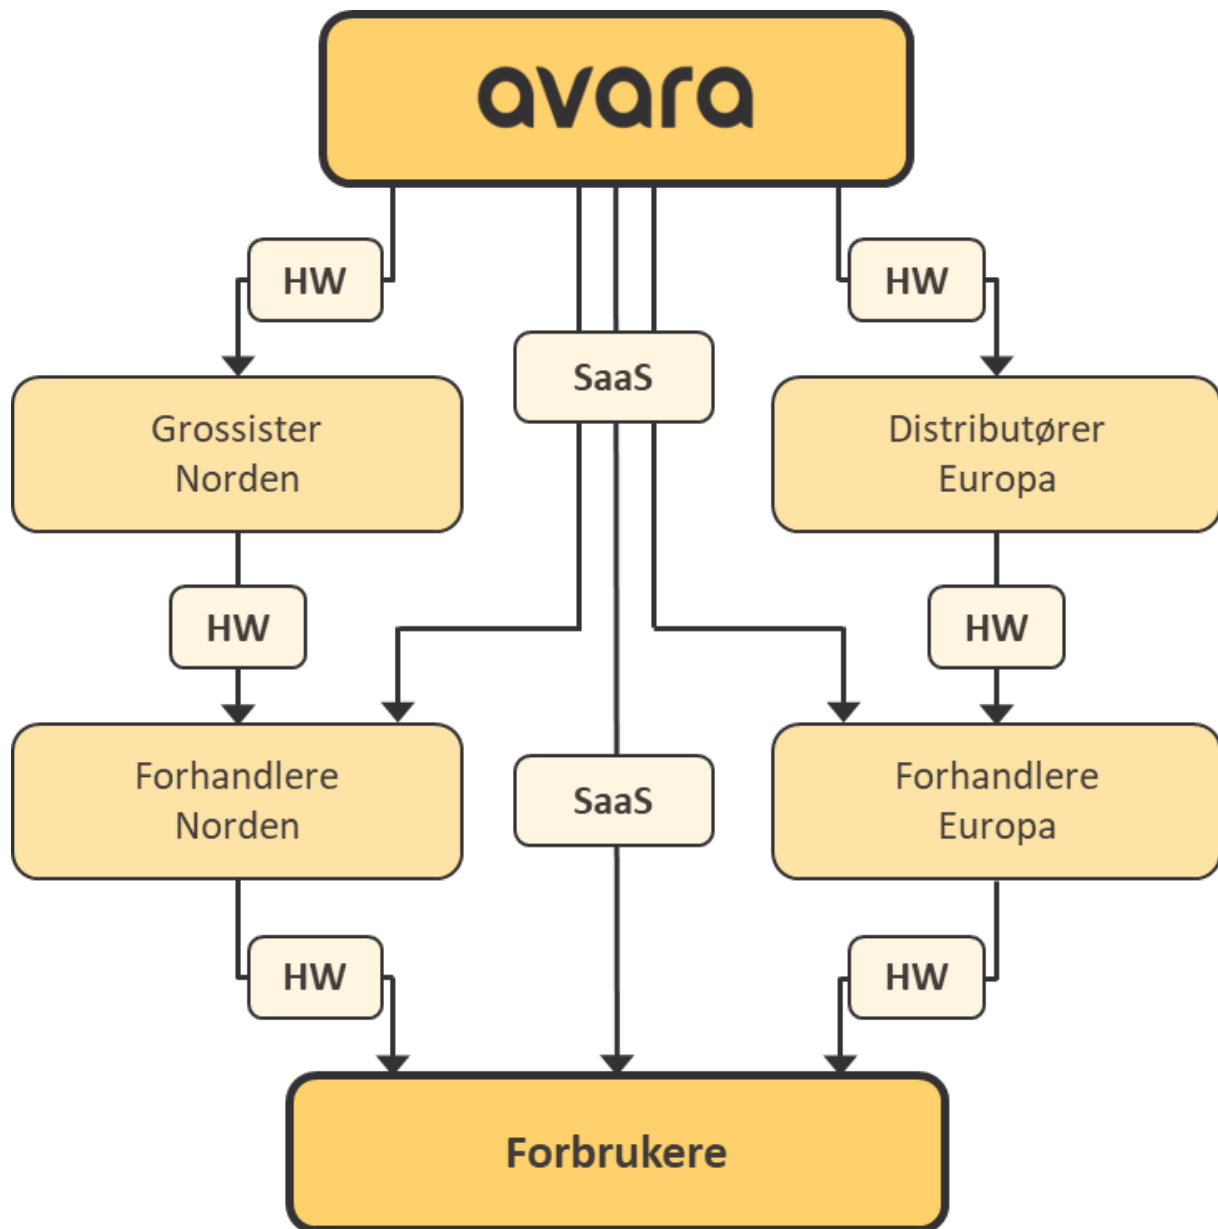 avara
HW
HW
SaaS
Grossister
Norden
Distributører
Europa
HW
HW
Forhandlere
Norden
SaaS
Forhandlere
Europa
HW
HW
Forbrukere